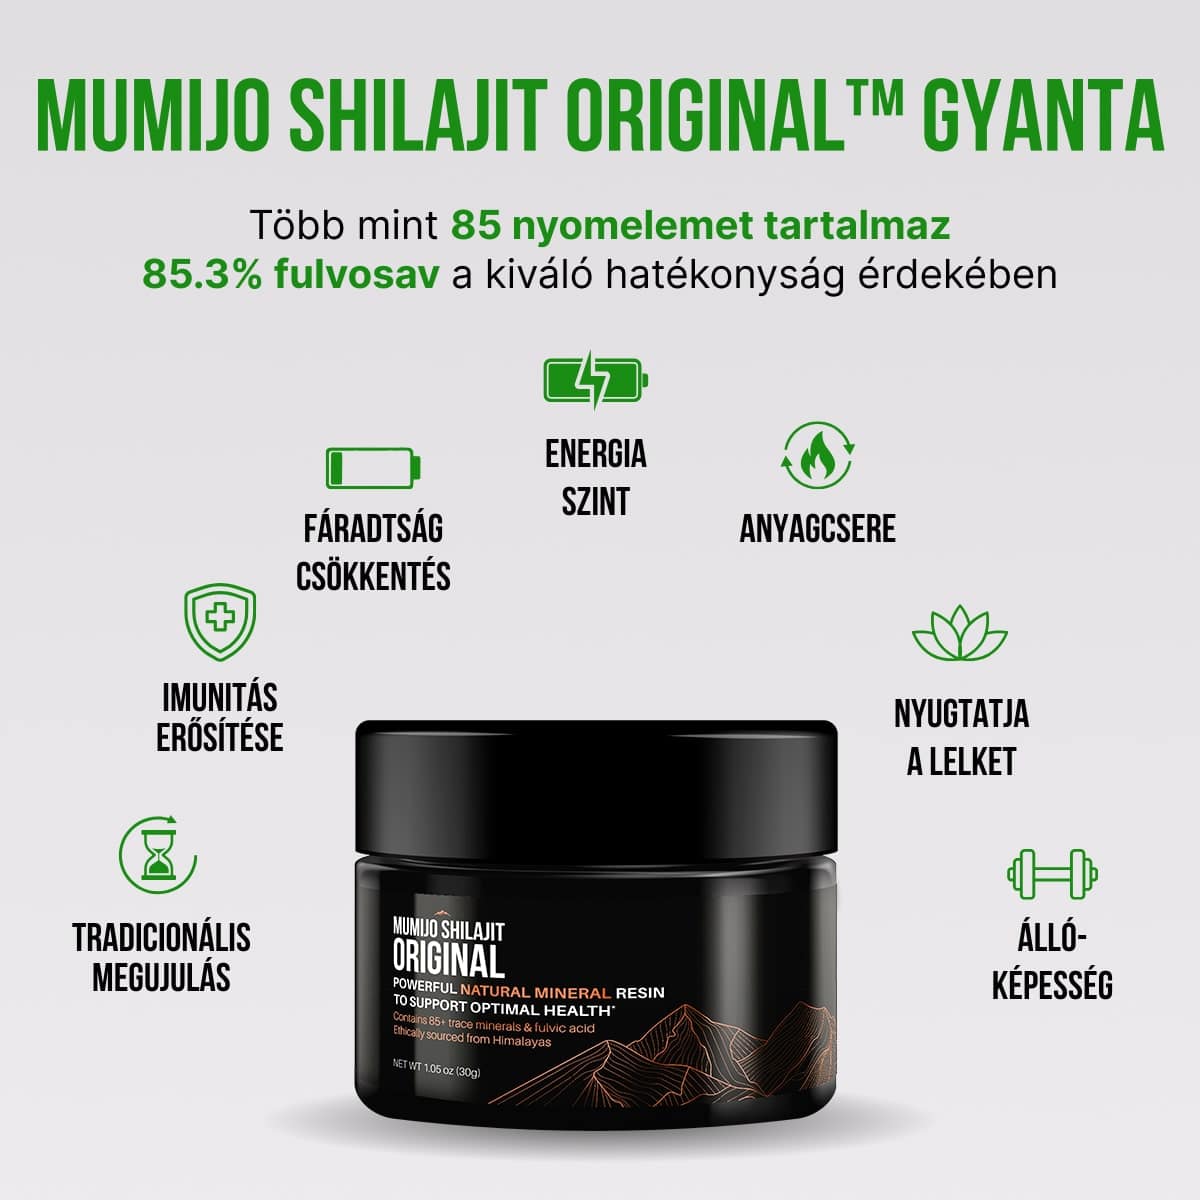 MUMIJO SHILAJIT ORIGINAL™ GYANTA
Több mint 85 nyomelemet tartalmaz
85.3% fulvosav a kiváló hatékonyság érdekében
ENERGIA
SZINT
FÁRADTSÁG
CSÖKKENTÉS
ANYAGCSERE
IMUNITÁS
ERŐSÍTÉSE
NYUGTATJA
A LELKET
TRADICIONÁLIS
MEGUJULÁS
ÁLLÓ-
KÉPESSÉG
MUMIJO SHILAJIT
ORIGINAL
POWERFUL NATURAL MINERAL RESIN
TO SUPPORT OPTIMAL HEALTH*
Contains 85+ trace minerals & fulvic acid
Ethically sourced from Himalayas
NET WT 1.05 oz (30g)